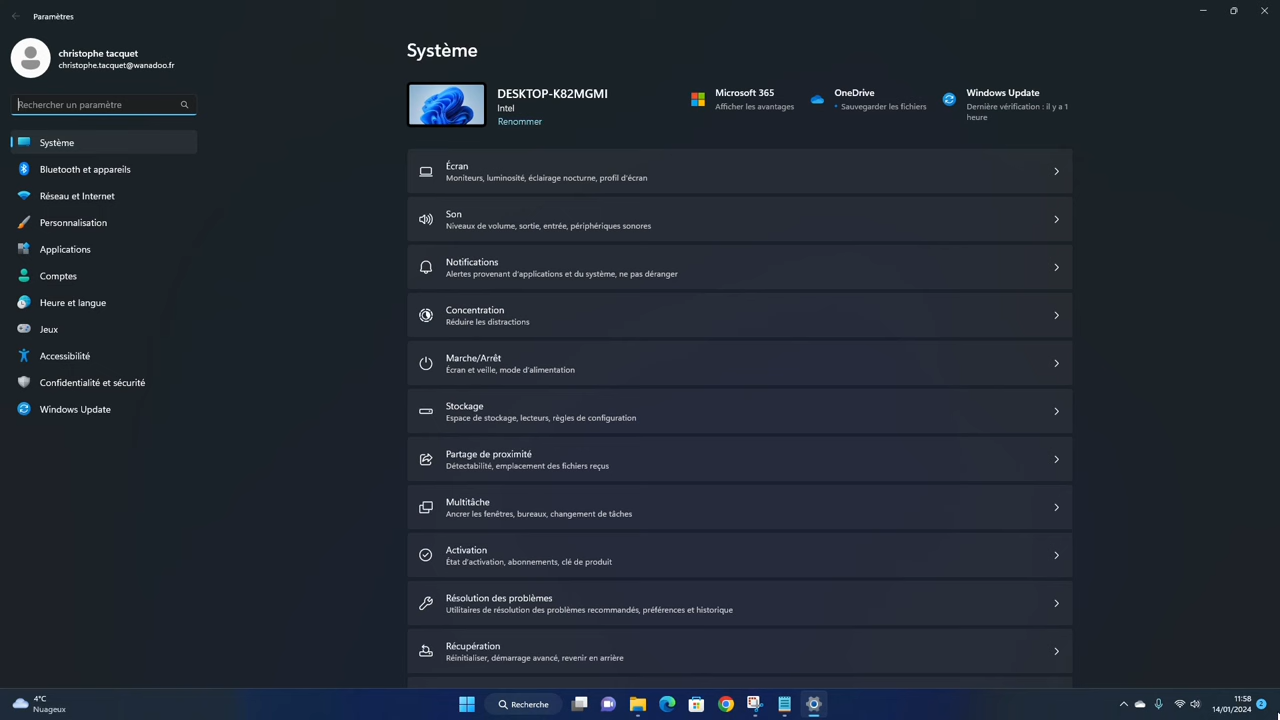 Paramètres
christophe tacquet
christophe.tacquet@wanadoo.fr
Rechercher un paramètre
Système
Bluetooth et appareils
Réseau et Internet
Personnalisation
Applications
Comptes
Heure et langue
Jeux
Accessibilité
Confidentialité et sécurité
Windows Update
Système
DESKTOP-K82MGMI
Intel
Renommer
Microsoft 365
Afficher les avantages
OneDrive
• Sauvegarder les fichiers
Windows Update
Dernière vérification : il y a 1
heure
Écran
Moniteurs, luminosité, éclairage nocturne, profil d'écran
Son
Niveaux de volume, sortie, entrée, périphériques sonores
Notifications
Alertes provenant d'applications et du système, ne pas déranger
Concentration
Réduire les distractions
Marche/Arrêt
Écran et veille, mode d'alimentation
Stockage
Espace de stockage, lecteurs, règles de configuration
Partage de proximité
Détectabilité, emplacement des fichiers reçus
Multitâche
Ancrer les fenêtres, bureaux, changement de tâches
Activation
État d'activation, abonnements, clé de produit
Résolution des problèmes
Utilitaires de résolution des problèmes recommandés, préférences et historique
Récupération
Réinitialiser, démarrage avancé, revenir en arrière
4°C
Nuageux
Recherche
11:58
14/01/2024
2